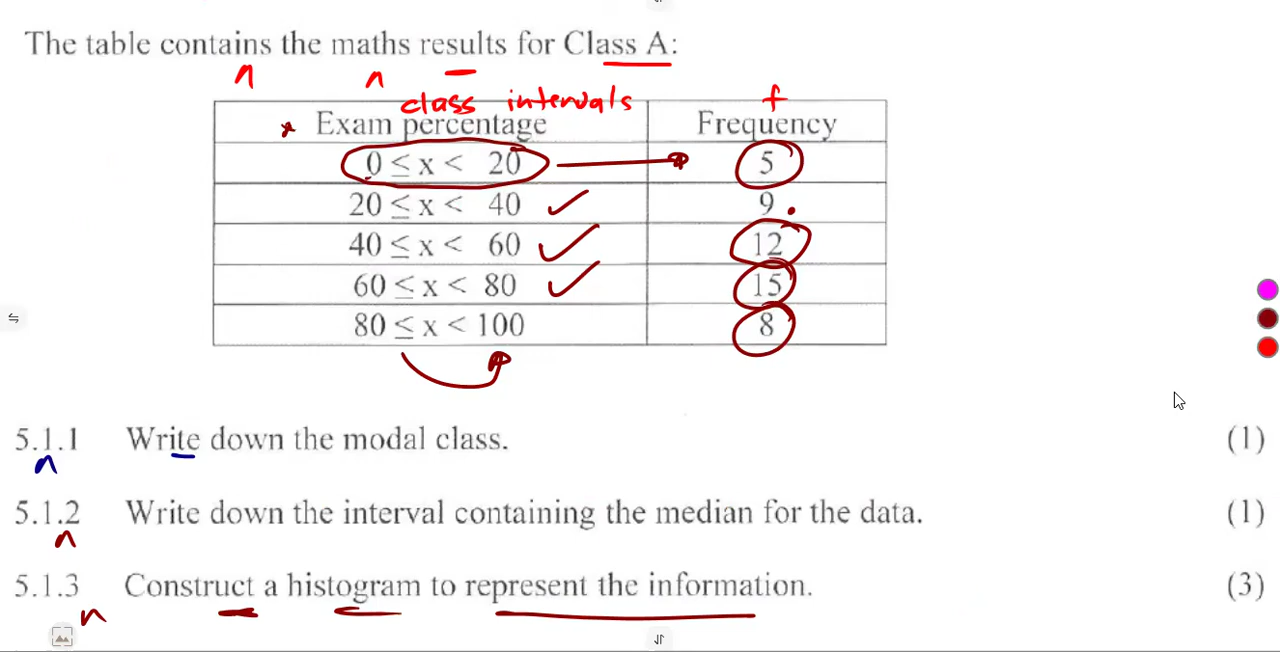 The table contains the maths results for Class A:
class intervals f
Exam percentage Frequency
0 ≤ x < 20 5
20 ≤ x < 40 9
40 ≤ x < 60 12
60 ≤ x < 80 15
80 ≤ x < 100 8
5.1.1 Write down the modal class. (1)
5.1.2 Write down the interval containing the median for the data. (1)
5.1.3 Construct a histogram to represent the information. (3)